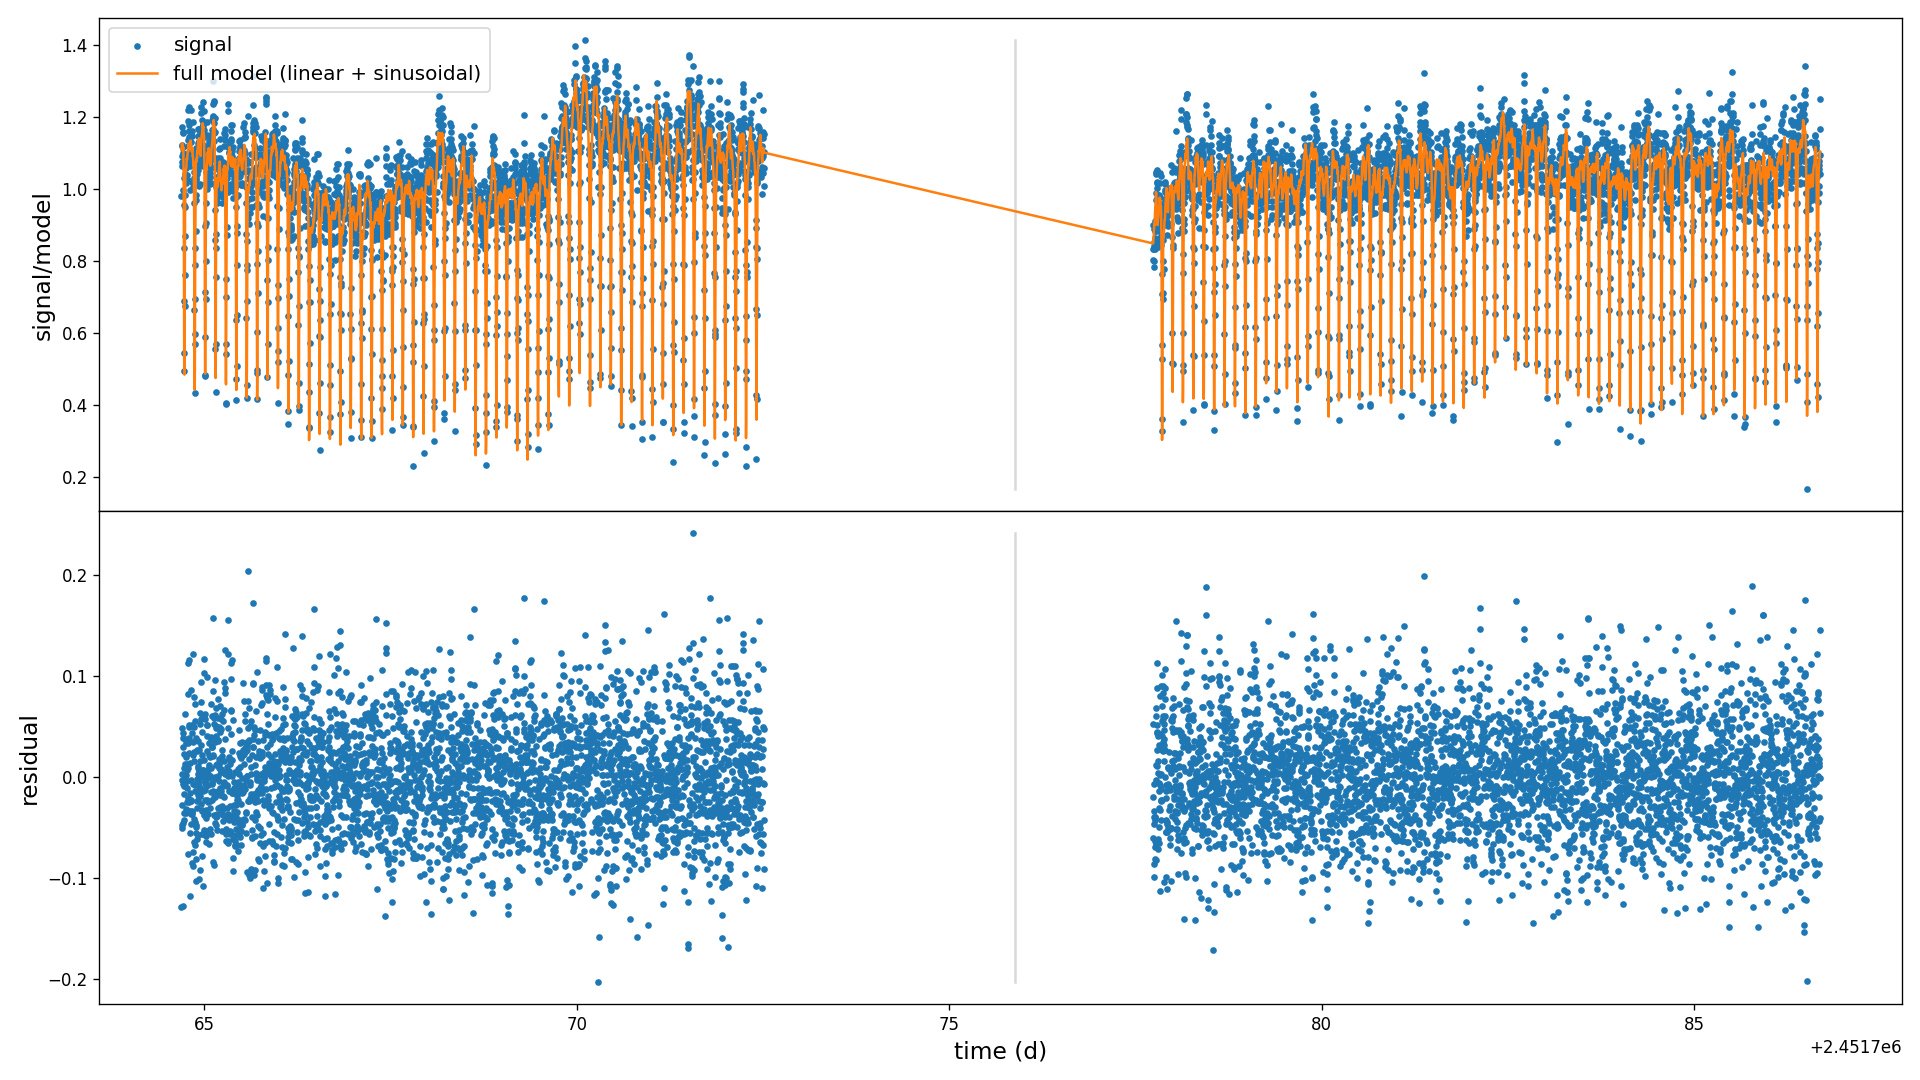 signal
full model (linear + sinusoidal)
signal/model
1.4
1.2
1.0
0.8
0.6
0.4
0.2
residual
0.2
0.1
0.0
−0.1
−0.2
65
70
75
80
85
time (d)
+2.4517e6